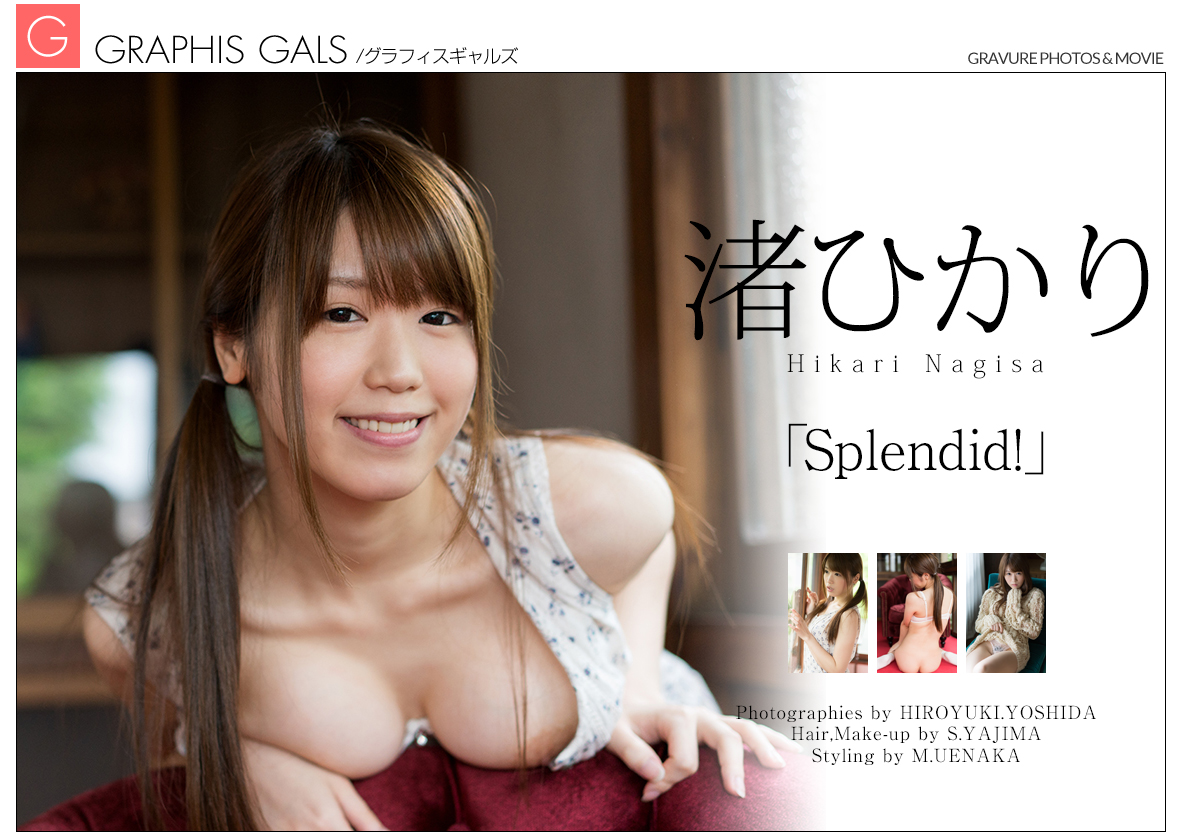 G
GRAPHIS GALS /グラフィスギャルズ
GRAVURE PHOTOS & MOVIE
渚ひかり
Hikari Nagisa
「Splendid!」
Photographies by HIROYUKI.YOSHIDA
Hair,Make-up by S.YAJIMA
Styling by M.UENAKA